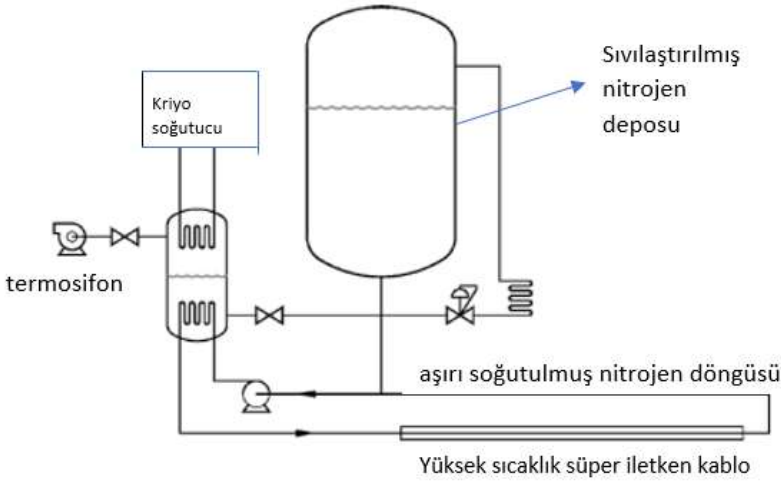 Sıvılaştırılmış
nitrojen
deposu
Kriyo
soğutucu
termosifon
aşırı soğutulmuş nitrojen döngüsü
Yüksek sıcaklık süper iletken kablo